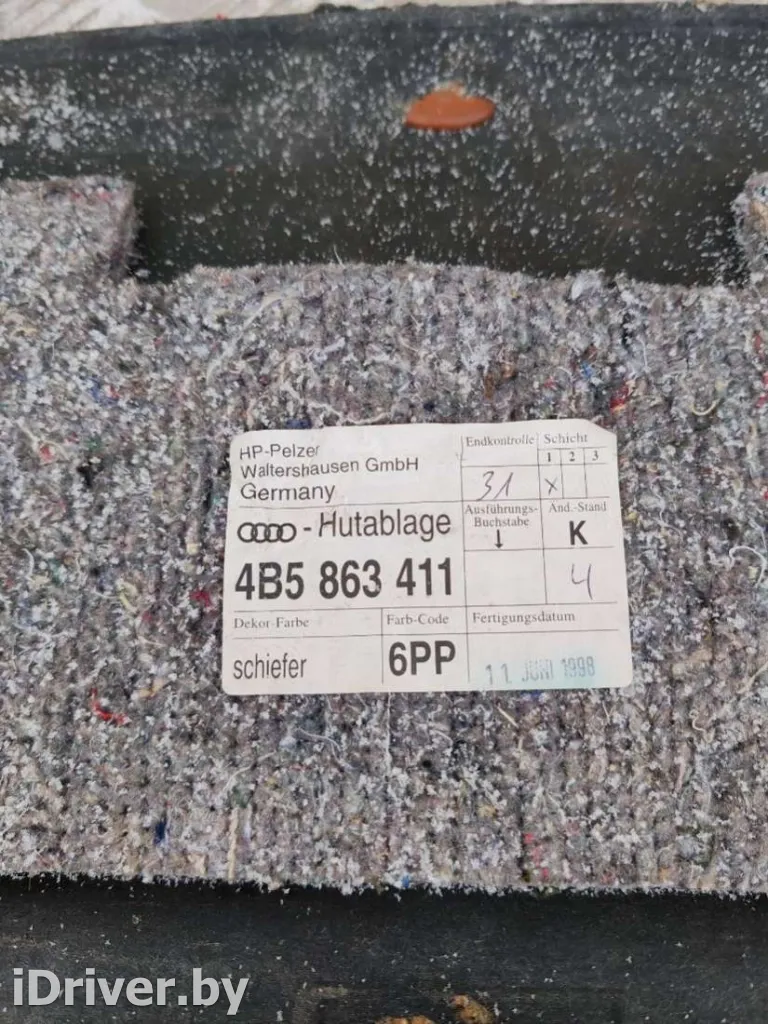 HP-Pelzer
Waltershausen GmbH
Germany
Endkontrolle
31
Schicht
1 2 3
x
- Hutablage
Ausführungs-
Buchstabe
Änd.-Stand
K
4B5 863 411
4
Dekor-Farbe
schiefer
Farb-Code
6PP
Fertigungsdatum
11. JUNI 1998
iDriver.by